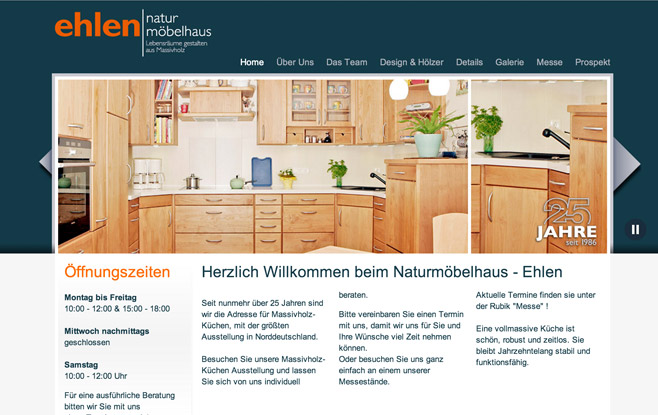 ehlen natur
möbelhaus
Lebensräume gestalten
aus Massivholz
Home Über Uns Das Team Design & Hölzer Details Galerie Messe Prospekt
25
JAHRE
seit 1986
Öffnungszeiten
Montag bis Freitag
10:00 - 12:00 & 15:00 - 18:00
Mittwoch nachmittags
geschlossen
Samstag
10:00 - 12:00 Uhr
Für eine ausführliche Beratung
bitten wir Sie mit uns
Herzlich Willkommen beim Naturmöbelhaus - Ehlen
Seit nunmehr über 25 Jahren sind
wir die Adresse für Massivholz-
Küchen, mit der größten
Ausstellung in Norddeutschland.
Besuchen Sie unsere Massivholz-
Küchen Ausstellung und lassen
Sie sich von uns individuell
beraten.
Bitte vereinbaren Sie einen Termin
mit uns, damit wir uns für Sie und
Ihre Wünsche viel Zeit nehmen
können.
Oder besuchen Sie uns ganz
einfach an einem unserer
Messestände.
Aktuelle Termine finden sie unter
der Rubik "Messe" !
Eine vollmassive Küche ist
schön, robust und zeitlos. Sie
bleibt Jahrzehntelang stabil und
funktionsfähig.